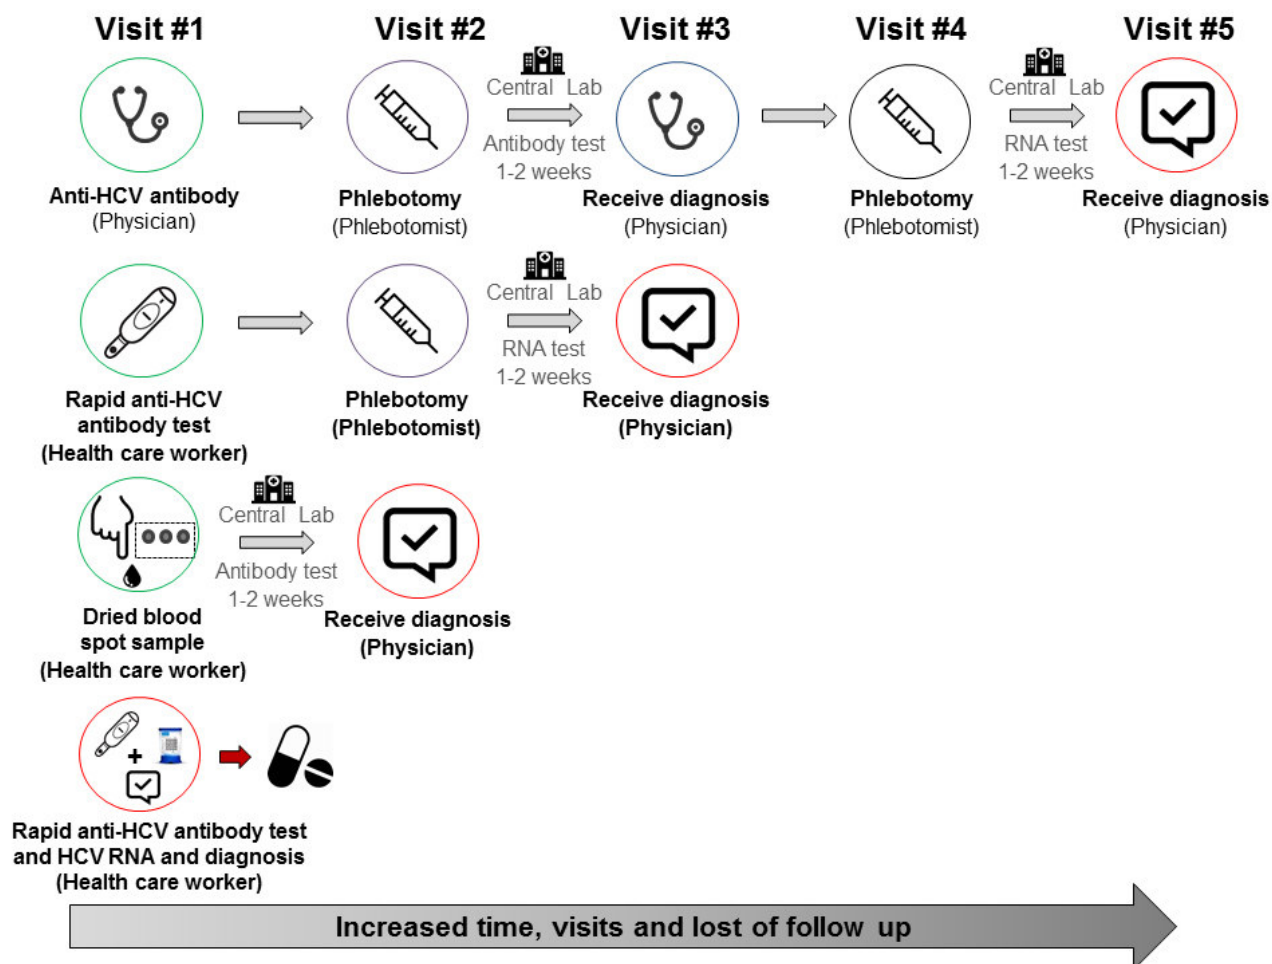 Visit #1
Visit #2
Visit #3
Visit #4
Visit #5
Central Lab
Antibody test
1-2 weeks
Central Lab
RNA test
1-2 weeks
Anti-HCV antibody
(Physician)
Phlebotomy
(Phlebotomist)
Receive diagnosis
(Physician)
Phlebotomy
(Phlebotomist)
Receive diagnosis
(Physician)
Central Lab
RNA test
1-2 weeks
Rapid anti-HCV
antibody test
(Health care worker)
Phlebotomy
(Phlebotomist)
Receive diagnosis
(Physician)
Central Lab
Antibody test
1-2 weeks
Dried blood
spot sample
(Health care worker)
Receive diagnosis
(Physician)
+
Rapid anti-HCV antibody test
and HCV RNA and diagnosis
(Health care worker)
Increased time, visits and lost of follow up